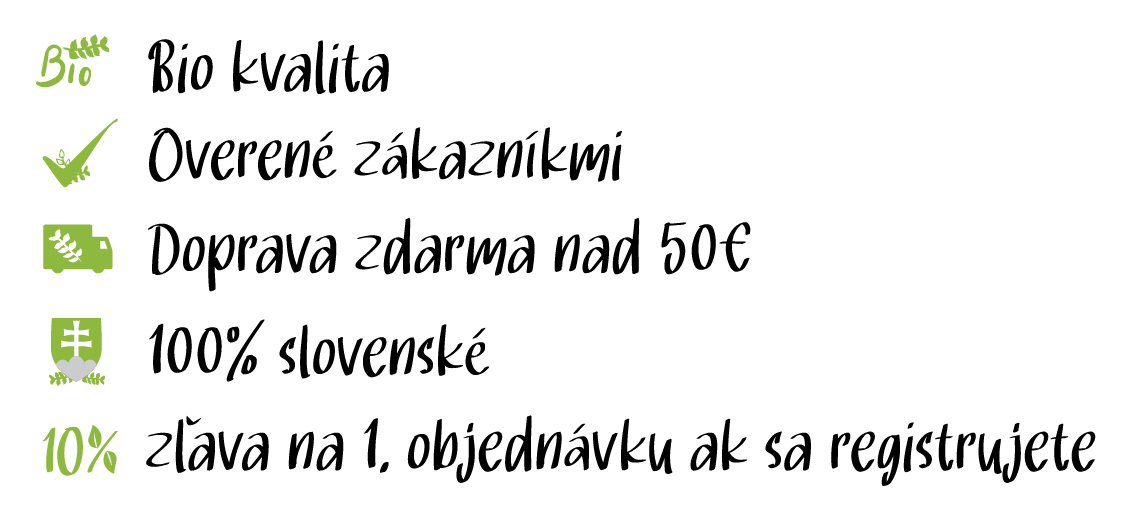 Bio Bio kvalita
Overené zákazníkmi
Doprava zdarma nad 50€
100% slovenské
10% zľava na 1. objednávku ak sa registrujete